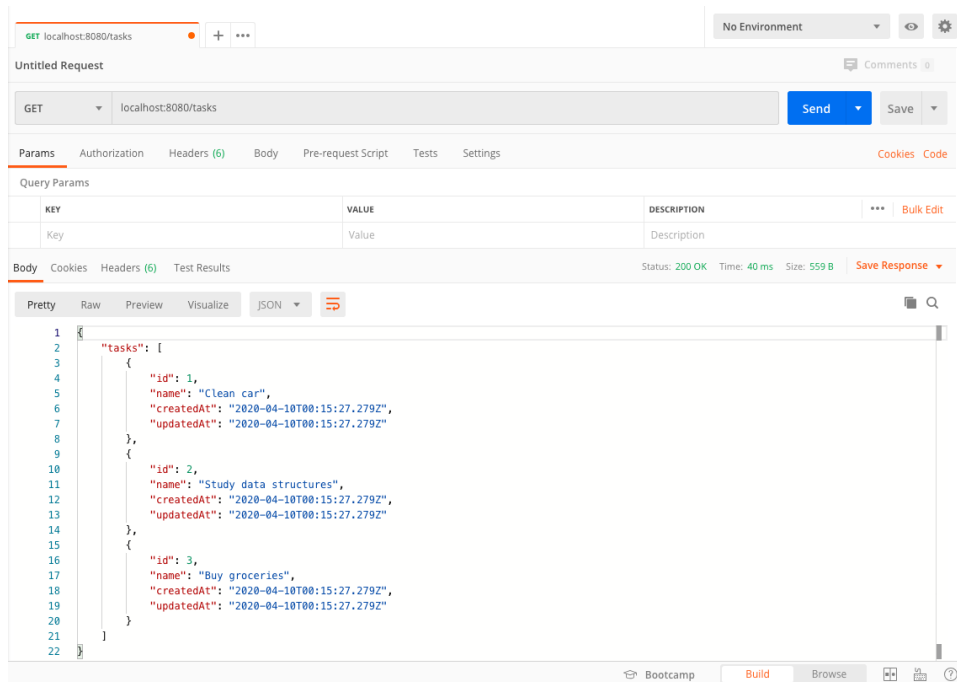 GET localhost:8080/tasks
No Environment
Untitled Request
Comments 0
GET localhost:8080/tasks Send Save
Params Authorization Headers (6) Body Pre-request Script Tests Settings Cookies Code
Query Params
KEY VALUE DESCRIPTION Bulk Edit
Key Value Description
Body Cookies Headers (6) Test Results Status: 200 OK Time: 40 ms Size: 559 B Save Response
Pretty Raw Preview Visualize JSON
1 {
2 "tasks": [
3 {
4 "id": 1,
5 "name": "Clean car",
6 "createdAt": "2020-04-10T00:15:27.279Z",
7 "updatedAt": "2020-04-10T00:15:27.279Z"
8 },
9 {
10 "id": 2,
11 "name": "Study data structures",
12 "createdAt": "2020-04-10T00:15:27.279Z",
13 "updatedAt": "2020-04-10T00:15:27.279Z"
14 },
15 {
16 "id": 3,
17 "name": "Buy groceries",
18 "createdAt": "2020-04-10T00:15:27.279Z",
19 "updatedAt": "2020-04-10T00:15:27.279Z"
20 }
21 ]
22 }
Bootcamp Build Browse